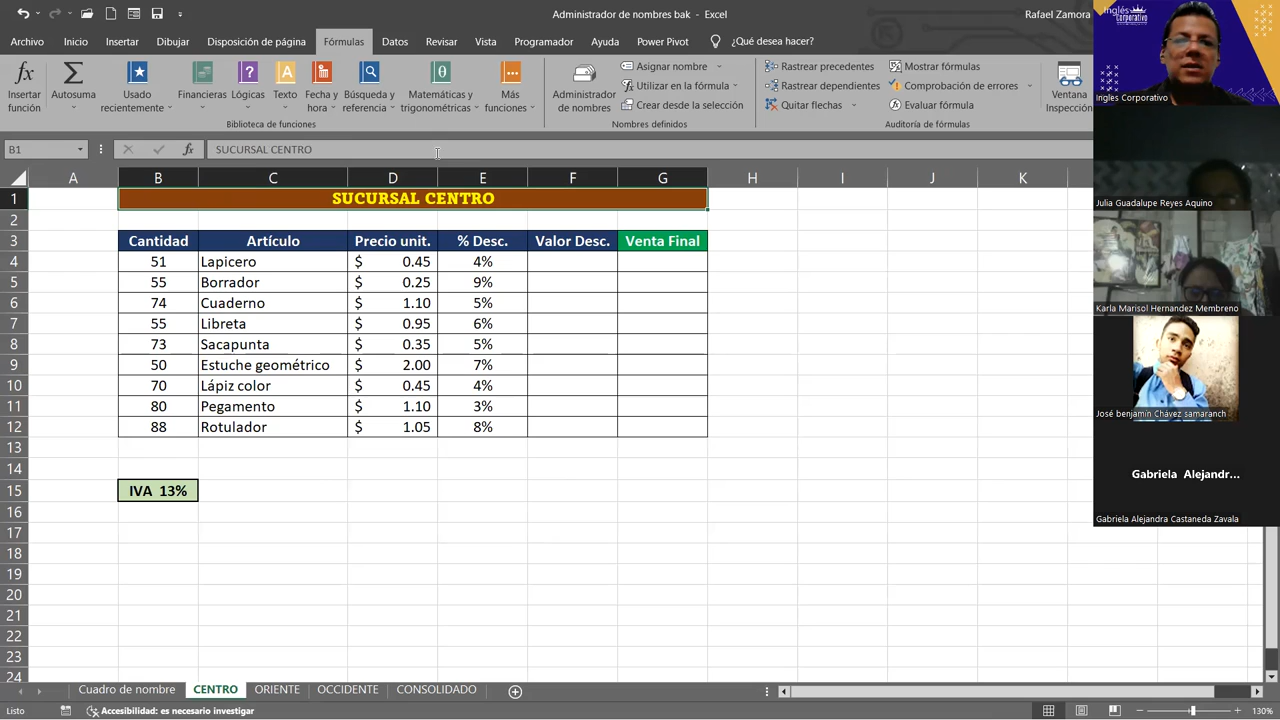 Administrador de nombres bak - Excel
Rafael Zamora
Archivo Inicio Insertar Dibujar Disposición de página Fórmulas Datos Revisar Vista Programador Ayuda Power Pivot ¿Qué desea hacer?
Insertar función
Autosuma
Usado recientemente
Financieras
Lógicas
Texto
Fecha y hora
Búsqueda y referencia
Matemáticas y trigonométricas
Más funciones
Biblioteca de funciones
Administrador de nombres
Asignar nombre
Utilizar en la fórmula
Crear desde la selección
Nombres definidos
Rastrear precedentes
Rastrear dependientes
Quitar flechas
Mostrar fórmulas
Comprobación de errores
Evaluar fórmula
Auditoría de fórmulas
Ventana Inspección
B1 fx SUCURSAL CENTRO
A B C D E F G H I J K
1 SUCURSAL CENTRO
2
3 Cantidad Artículo Precio unit. % Desc. Valor Desc. Venta Final
4 51 Lapicero $ 0.45 4%
5 55 Borrador $ 0.25 9%
6 74 Cuaderno $ 1.10 5%
7 55 Libreta $ 0.95 6%
8 73 Sacapunta $ 0.35 5%
9 50 Estuche geométrico $ 2.00 7%
10 70 Lápiz color $ 0.45 4%
11 80 Pegamento $ 1.10 3%
12 88 Rotulador $ 1.05 8%
13
14
15 IVA 13%
16
17
18
19
20
21
22
23
24
Cuadro de nombre CENTRO ORIENTE OCCIDENTE CONSOLIDADO
Listo Accesibilidad: es necesario investigar 130%
Inglés Corporativo
Ingles Corporativo
Julia Guadalupe Reyes Aquino
Karla Marisol Hernandez Membreno
José benjamín Chávez samaranch
Gabriela Alejandr...
Gabriela Alejandra Castaneda Zavala